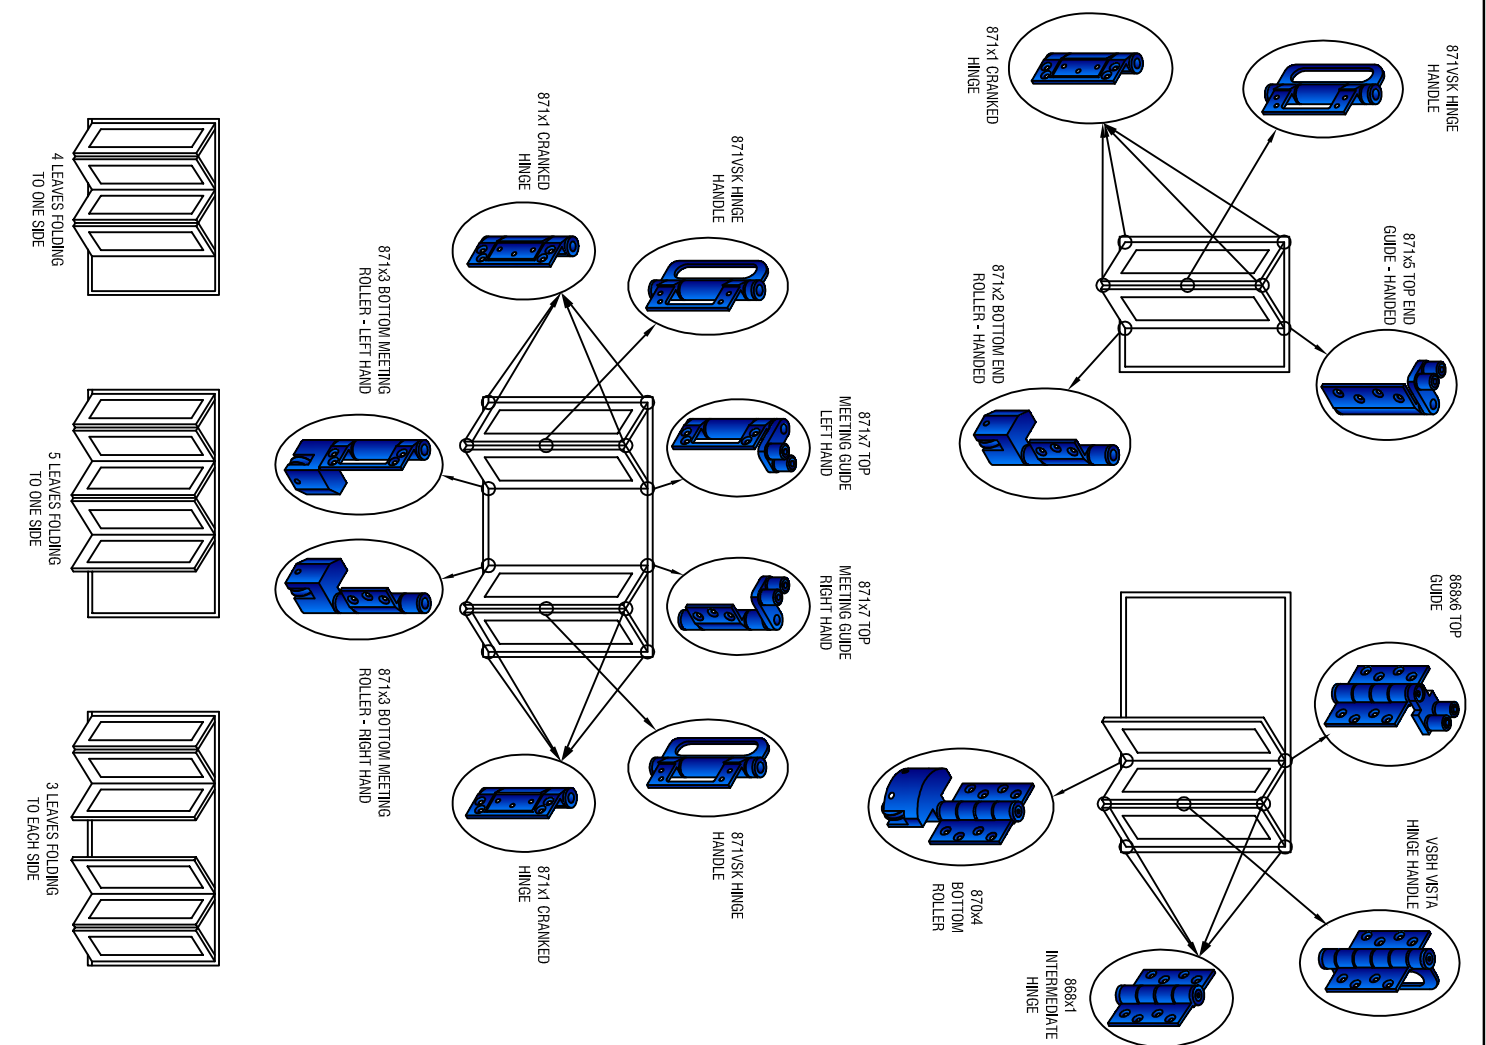 871VSK HINGE
HANDLE
871x5 TOP END
GUIDE - HANDED
868x6 TOP
GUIDE
VSBH VISTA
HINGE HANDLE
871x1 CRANKED
HINGE
871x2 BOTTOM END
ROLLER - HANDED
870x4
BOTTOM
ROLLER
868x1
INTERMEDIATE
HINGE
871VSK HINGE
HANDLE
871x7 TOP
MEETING GUIDE
LEFT HAND
871x7 TOP
MEETING GUIDE
RIGHT HAND
871VSK HINGE
HANDLE
871x1 CRANKED
HINGE
871x3 BOTTOM MEETING
ROLLER - LEFT HAND
871x3 BOTTOM MEETING
ROLLER - RIGHT HAND
871x1 CRANKED
HINGE
4 LEAVES FOLDING
TO ONE SIDE
5 LEAVES FOLDING
TO ONE SIDE
3 LEAVES FOLDING
TO EACH SIDE